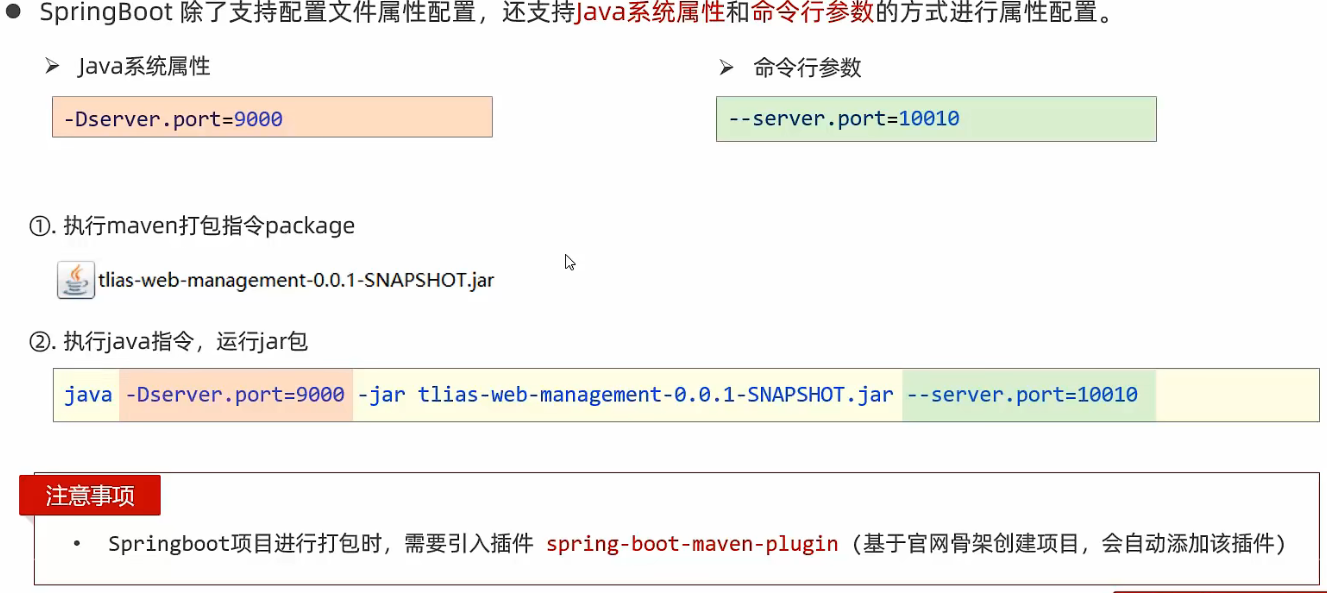 ● SpringBoot 除了支持配置文件属性配置，还支持Java系统属性和命令行参数的方式进行属性配置。
➢ Java系统属性
➢ 命令行参数
-Dserver.port=9000
--server.port=10010
①. 执行maven打包指令package
tlias-web-management-0.0.1-SNAPSHOT.jar
②. 执行java指令，运行jar包
java -Dserver.port=9000 -jar tlias-web-management-0.0.1-SNAPSHOT.jar --server.port=10010
注意事项
• Springboot项目进行打包时，需要引入插件 spring-boot-maven-plugin (基于官网骨架创建项目，会自动添加该插件)